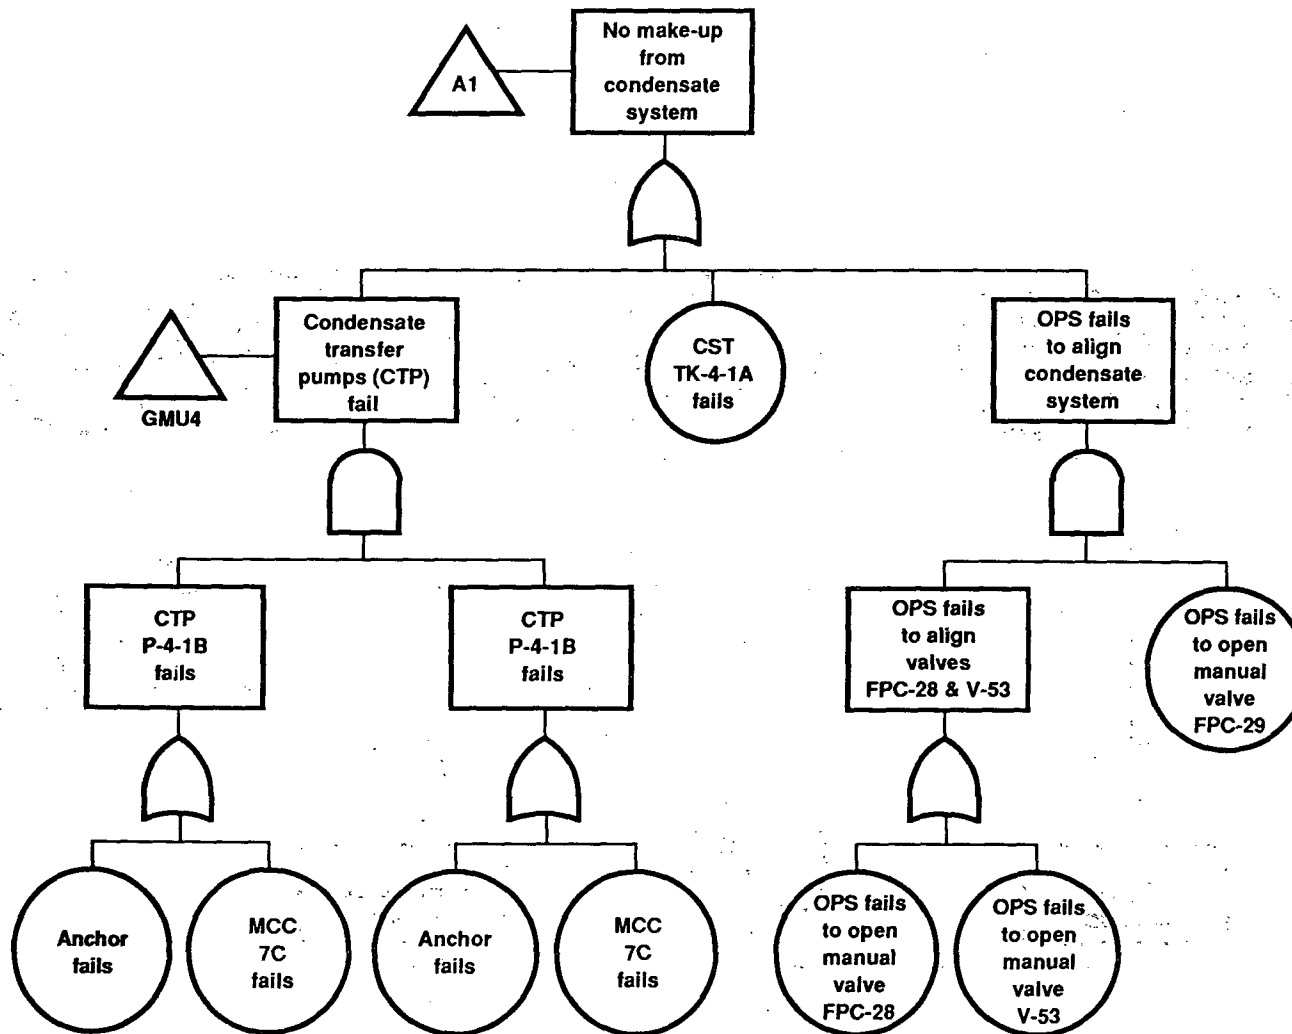 No make-up
from
condensate
system
A1
Condensate
transfer
pumps (CTP)
fail
GMU4
CST
TK-4-1A
fails
OPS fails
to align
condensate
system
CTP
P-4-1B
fails
CTP
P-4-1B
fails
OPS fails
to align
valves
FPC-28 & V-53
OPS fails
to open
manual
valve
FPC-29
Anchor
fails
MCC
7C
fails
Anchor
fails
MCC
7C
fails
OPS fails
to open
manual
valve
FPC-28
OPS fails
to open
manual
valve
V-53